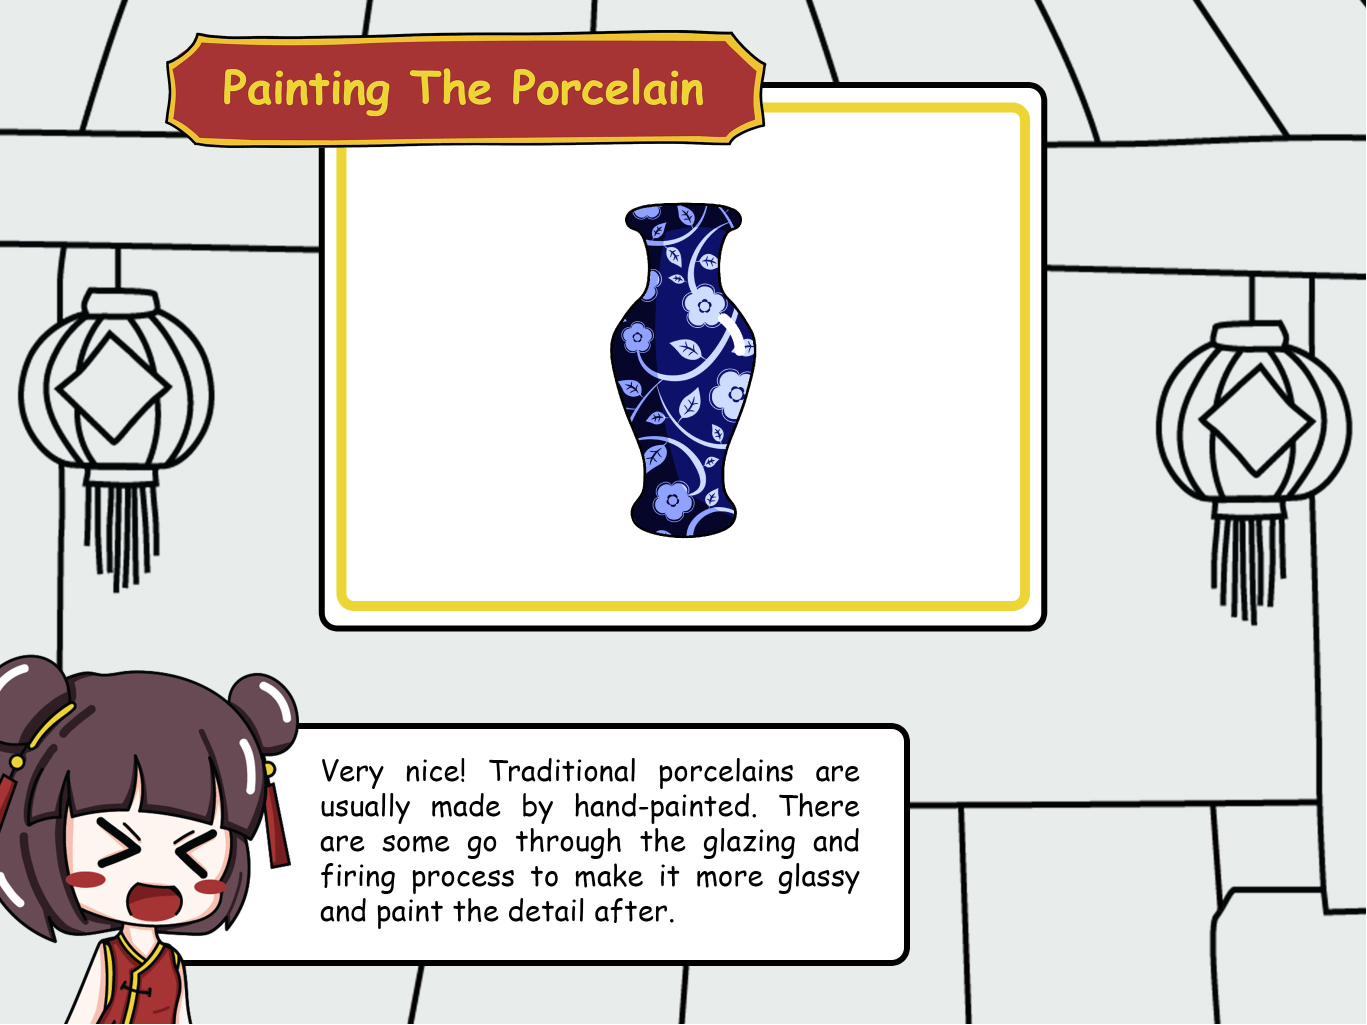 Painting The Porcelain
Very nice! Traditional porcelains are
usually made by hand-painted. There
are some go through the glazing and
firing process to make it more glassy
and paint the detail after.